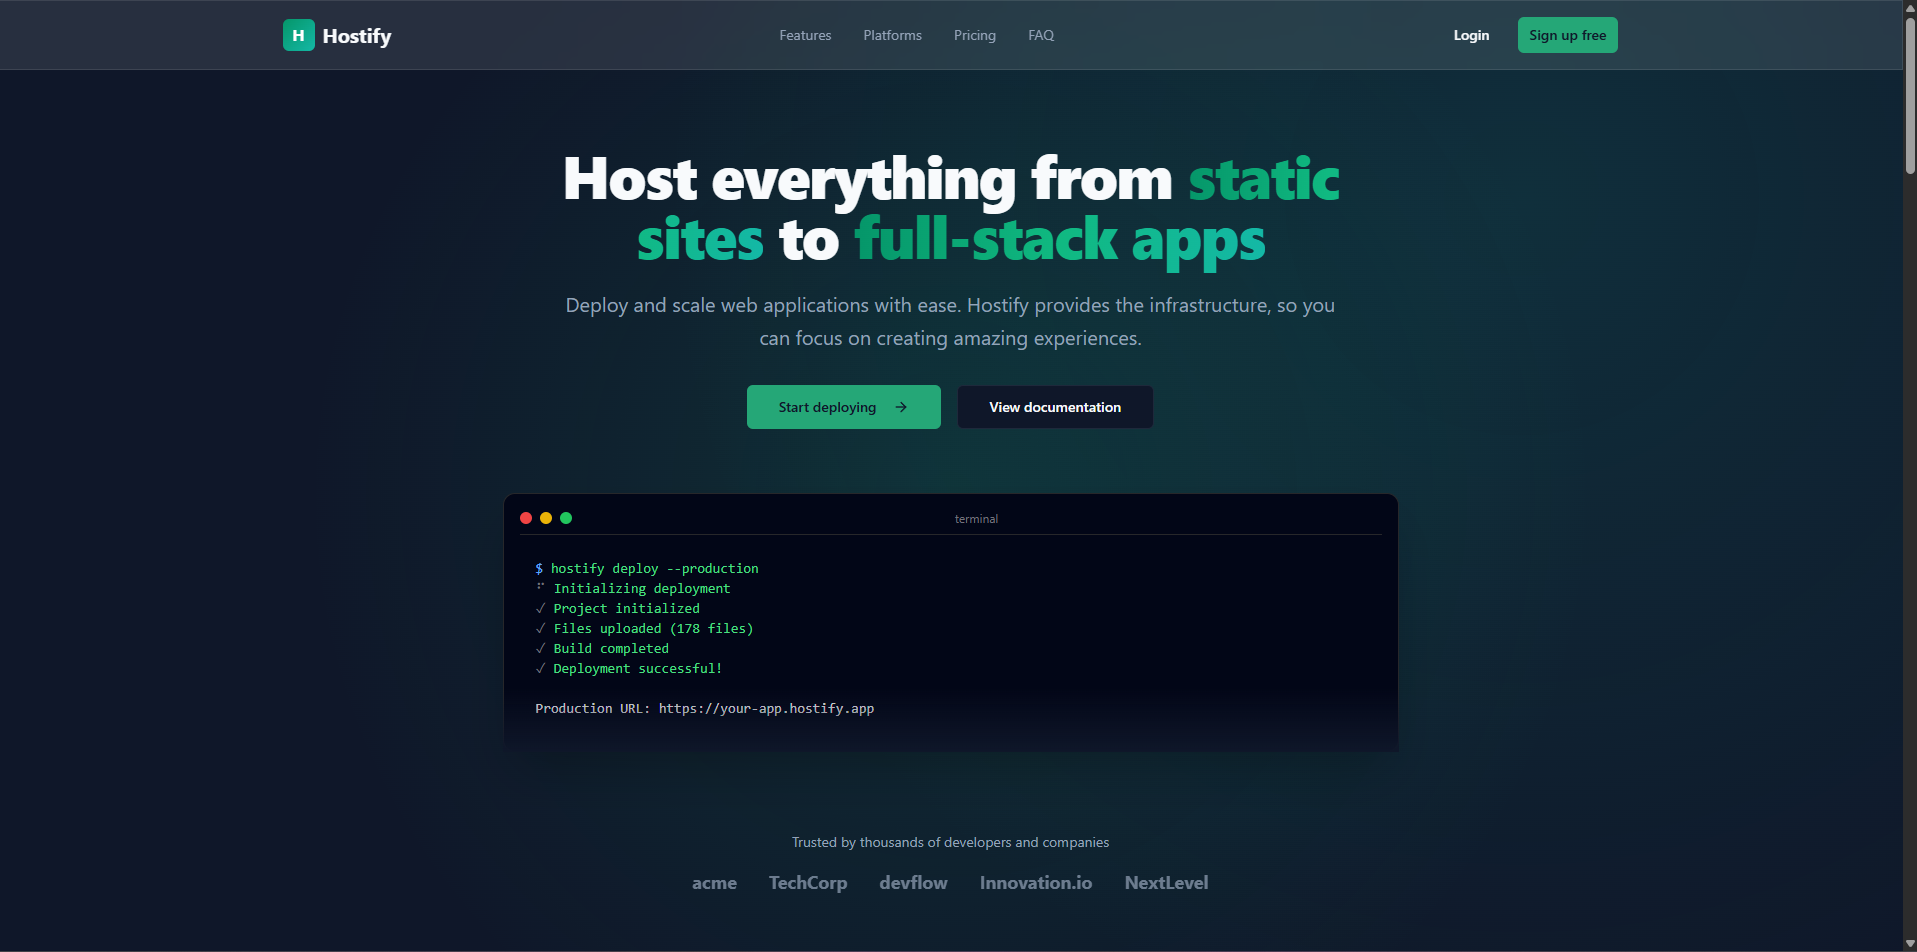 H Hostify
Features Platforms Pricing FAQ
Login Sign up free
Host everything from static
sites to full-stack apps
Deploy and scale web applications with ease. Hostify provides the infrastructure, so you
can focus on creating amazing experiences.
Start deploying →
View documentation
terminal
$ hostify deploy --production
⠋ Initializing deployment
✓ Project initialized
✓ Files uploaded (178 files)
✓ Build completed
✓ Deployment successful!
Production URL: https://your-app.hostify.app
Trusted by thousands of developers and companies
acme TechCorp devflow Innovation.io NextLevel